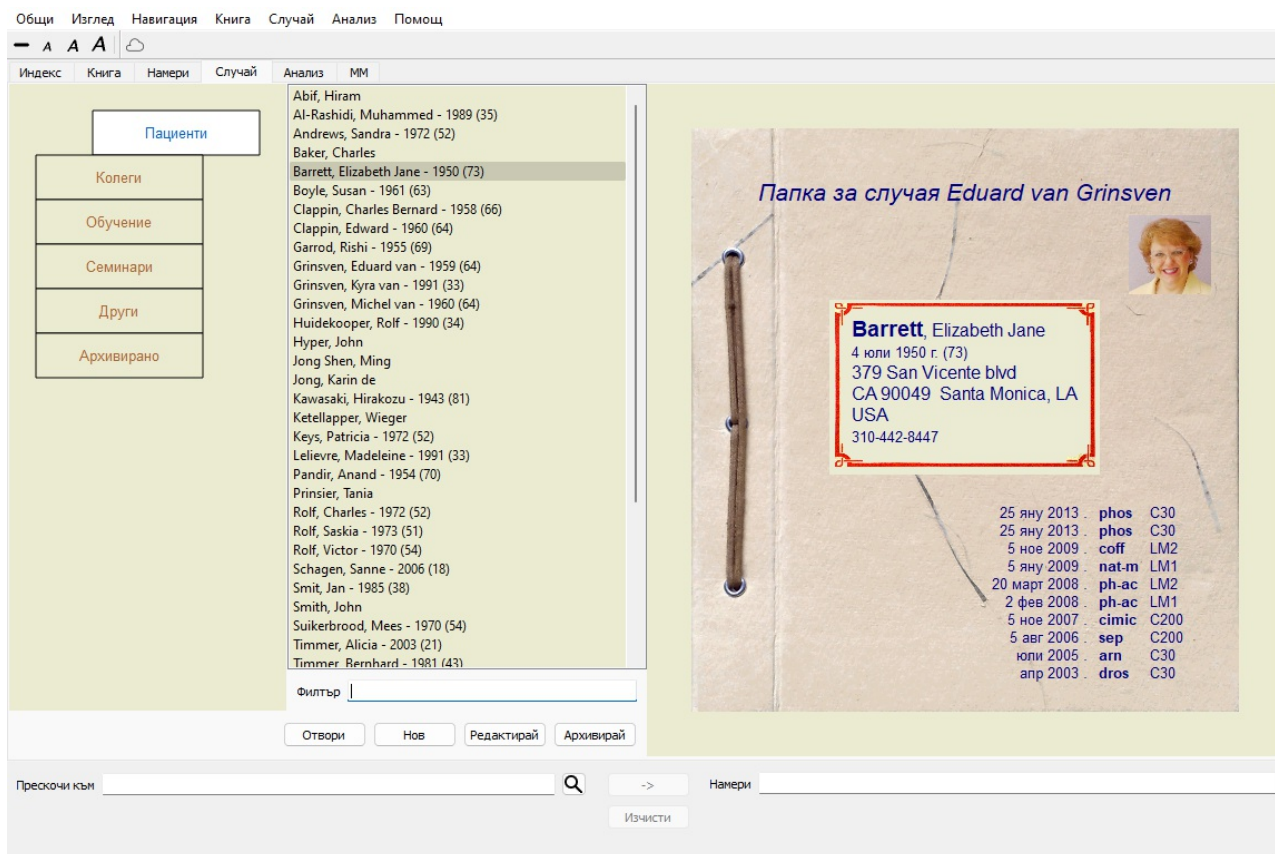 Общи Изглед Навигация Книга Случай Анализ Помощ
A A A
Индекс Книга Намери Случай Анализ ММ
Пациенти
Колеги
Обучение
Семинари
Други
Архивирано
Abif, Hiram
Al-Rashidi, Muhammed - 1989 (35)
Andrews, Sandra - 1972 (52)
Baker, Charles
Barrett, Elizabeth Jane - 1950 (73)
Boyle, Susan - 1961 (63)
Clappin, Charles Bernard - 1958 (66)
Clappin, Edward - 1960 (64)
Garrod, Rishi - 1955 (69)
Grinsven, Eduard van - 1959 (64)
Grinsven, Kyra van - 1991 (33)
Grinsven, Michel van - 1960 (64)
Huidekooper, Rolf - 1990 (34)
Hyper, John
Jong Shen, Ming
Jong, Karin de
Kawasaki, Hirakozu - 1943 (81)
Ketellapper, Wieger
Keys, Patricia - 1972 (52)
Lelievre, Madeleine - 1991 (33)
Pandir, Anand - 1954 (70)
Prinsier, Tania
Rolf, Charles - 1972 (52)
Rolf, Saskia - 1973 (51)
Rolf, Victor - 1970 (54)
Schagen, Sanne - 2006 (18)
Smit, Jan - 1985 (38)
Smith, John
Suikerbrood, Mees - 1970 (54)
Timmer, Alicia - 2003 (21)
Timmer, Bernhard - 1981 (43)
Филтър
Отвори Нов Редактирай Архивирай
Папка за случая Eduard van Grinsven
Barrett, Elizabeth Jane
4 юли 1950 г. (73)
379 San Vicente blvd
CA 90049 Santa Monica, LA
USA
310-442-8447
25 яну 2013 . phos C30
25 яну 2013 . phos C30
5 ное 2009 . coff LM2
5 яну 2009 . nat-m LM1
20 март 2008 . ph-ac LM2
2 фев 2008 . ph-ac LM1
5 ное 2007 . cimic C200
5 авг 2006 . sep C200
юли 2005 . arn C30
апр 2003 . dros C30
Прескочи към -> Намери
Изчисти